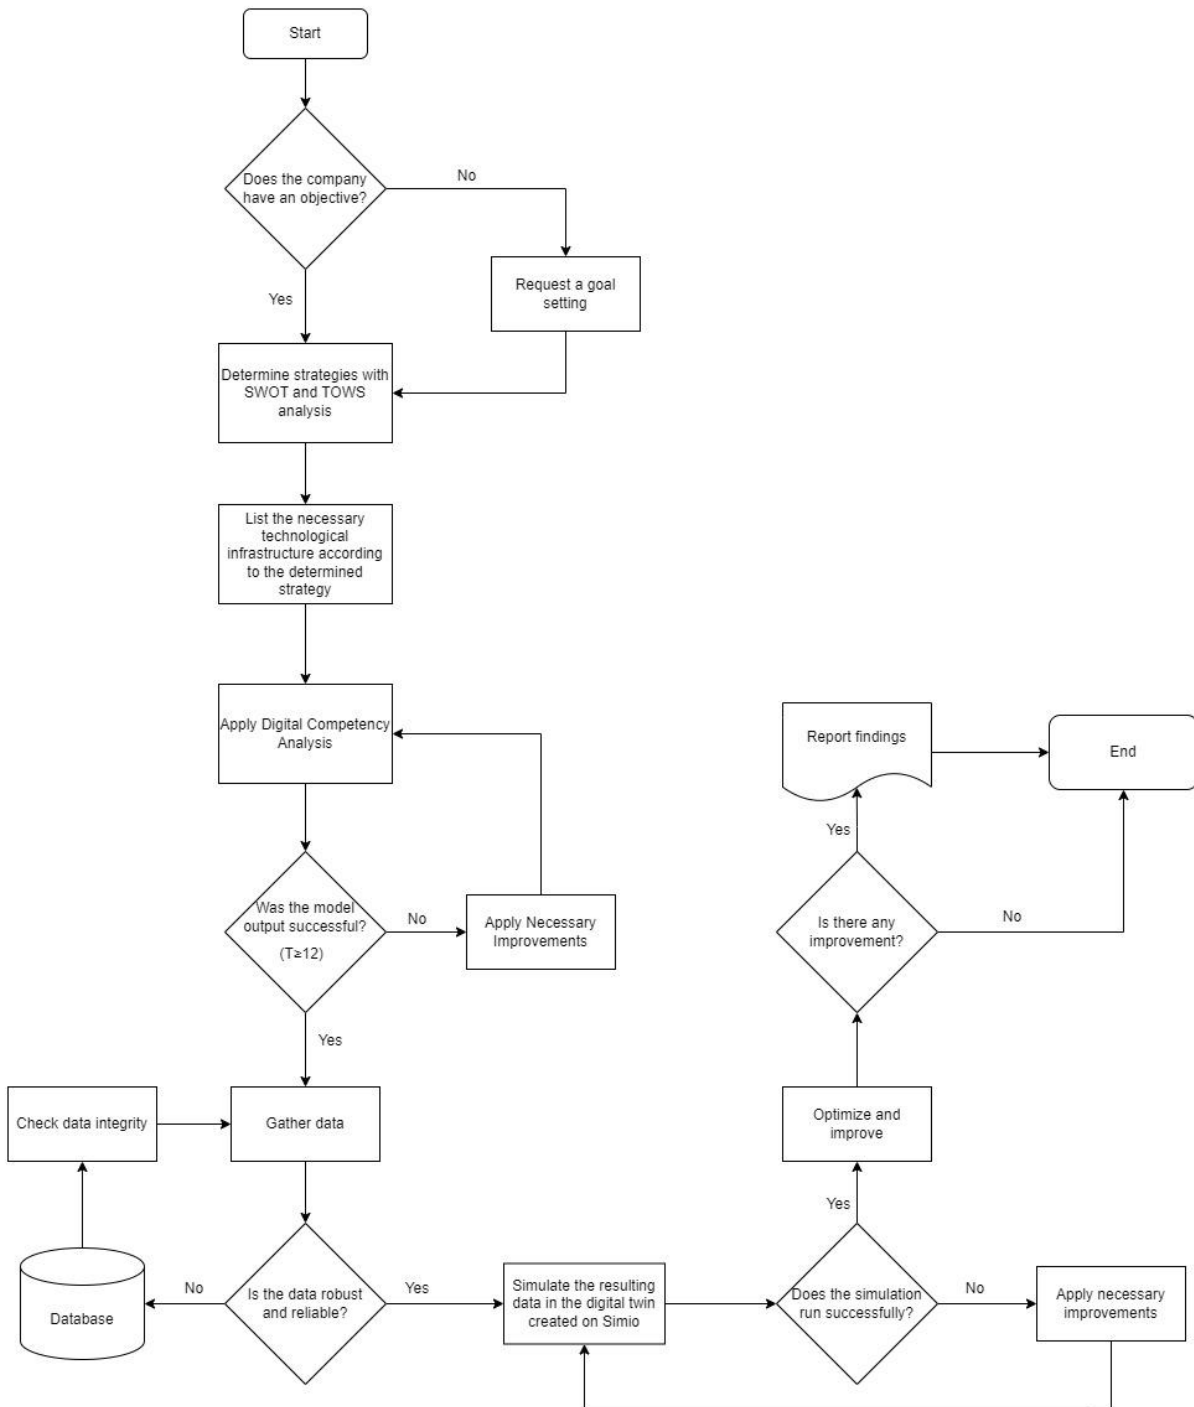 Start
Does the company
have an objective?
No
Request a goal
setting
Yes
Determine strategies with
SWOT and TOWS
analysis
List the necessary
technological
infrastructure according
to the determined
strategy
Apply Digital Competency
Analysis
Was the model
output successful?
(T≥12)
No
Apply Necessary
Improvements
Yes
Check data integrity
Gather data
Database
No
Is the data robust
and reliable?
Yes
Simulate the resulting
data in the digital twin
created on Simio
Does the simulation
run successfully?
No
Apply necessary
improvements
Yes
Optimize and
improve
Is there any
improvement?
No
Yes
Report findings
End